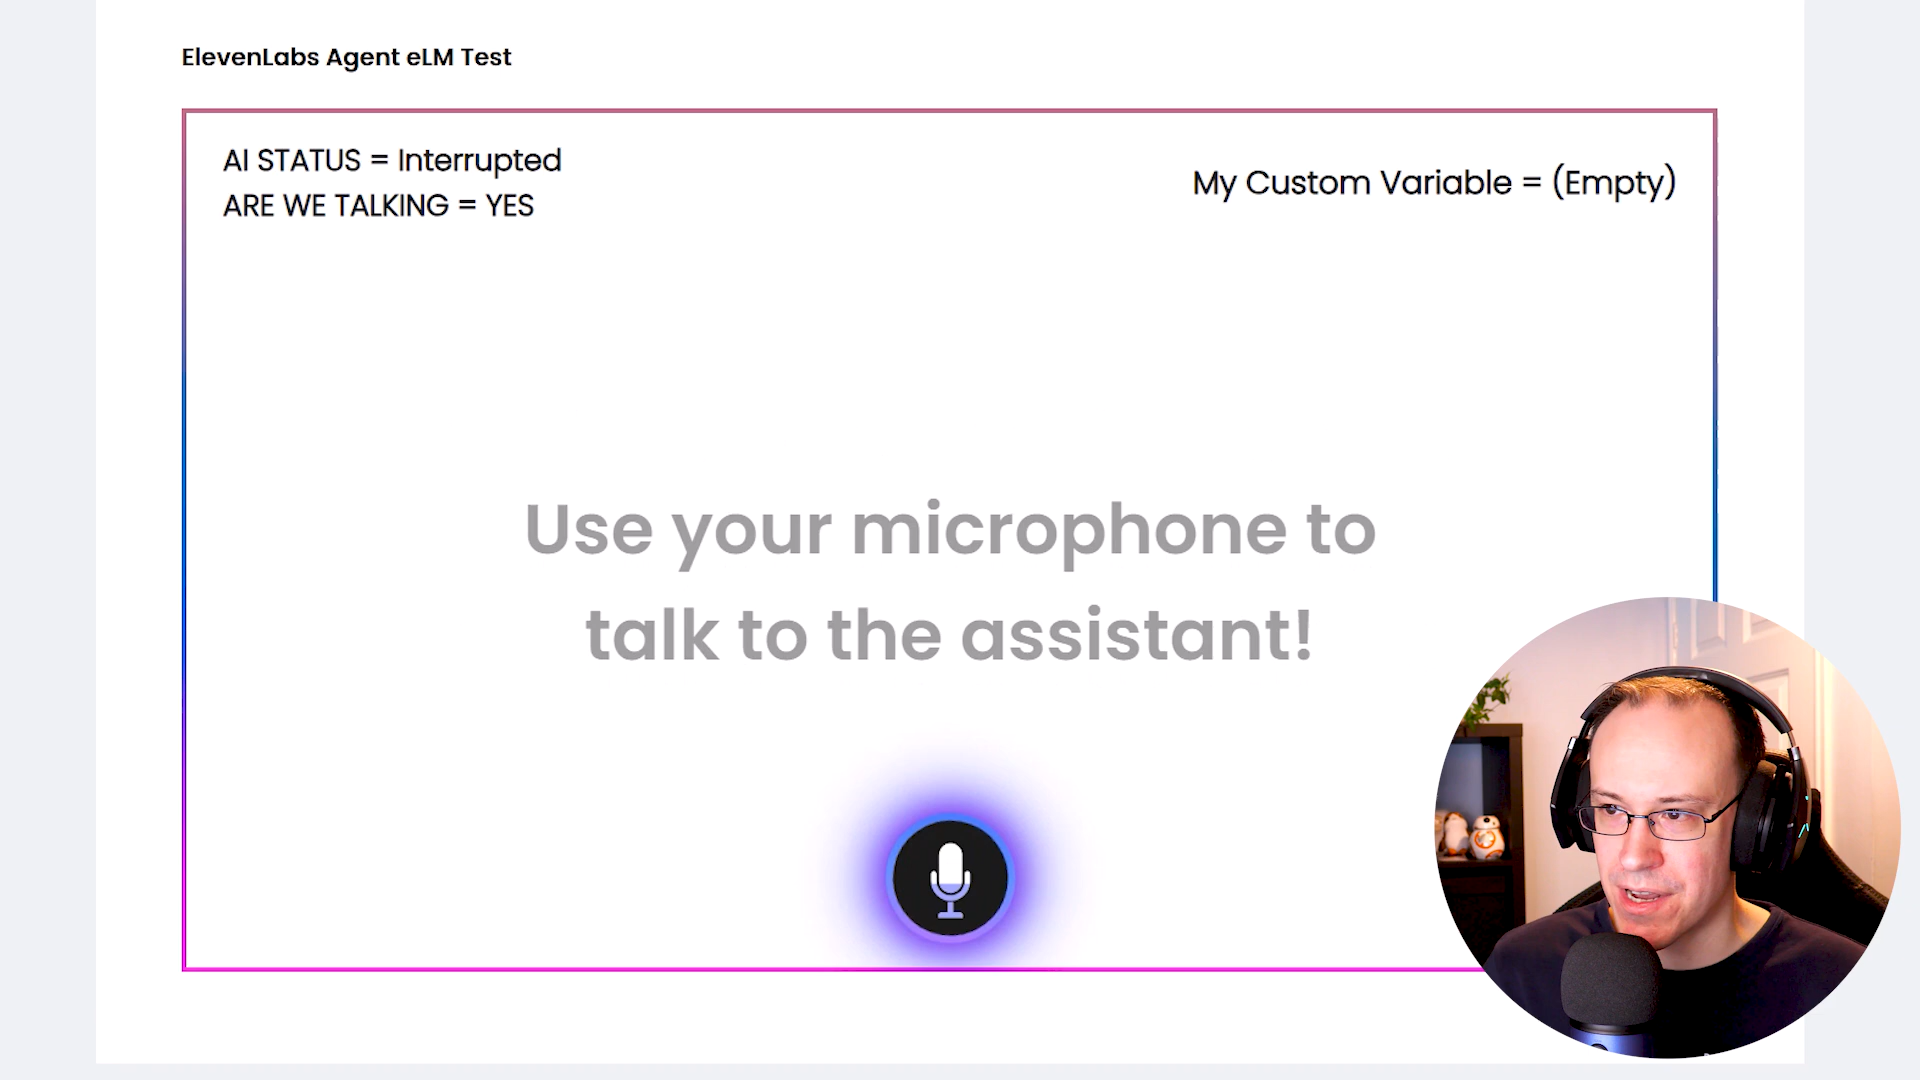 ElevenLabs Agent eLM Test
AI STATUS = Interrupted
ARE WE TALKING = YES
My Custom Variable = (Empty)
Use your microphone to
talk to the assistant!